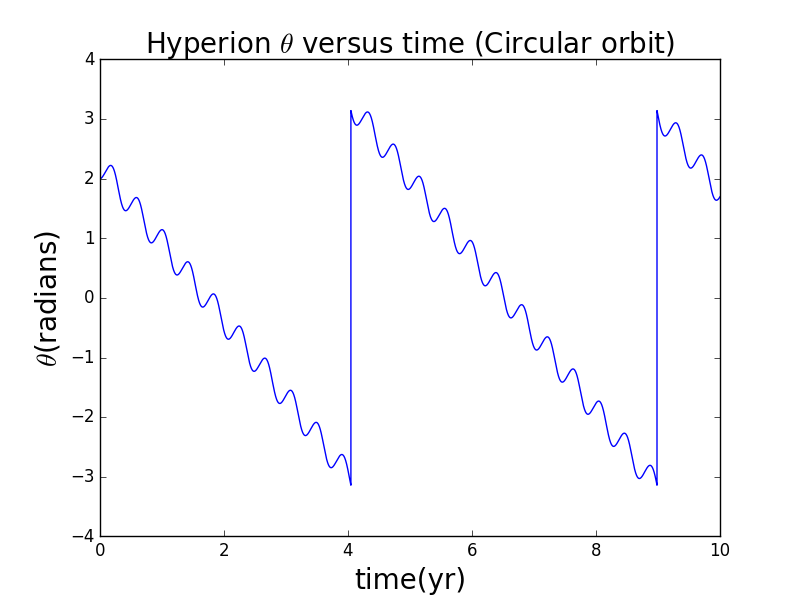 Hyperion θ versus time (Circular orbit)
4
3
2
1
0
−1
−2
−3
−4
θ(radians)
0 2 4 6 8 10
time(yr)